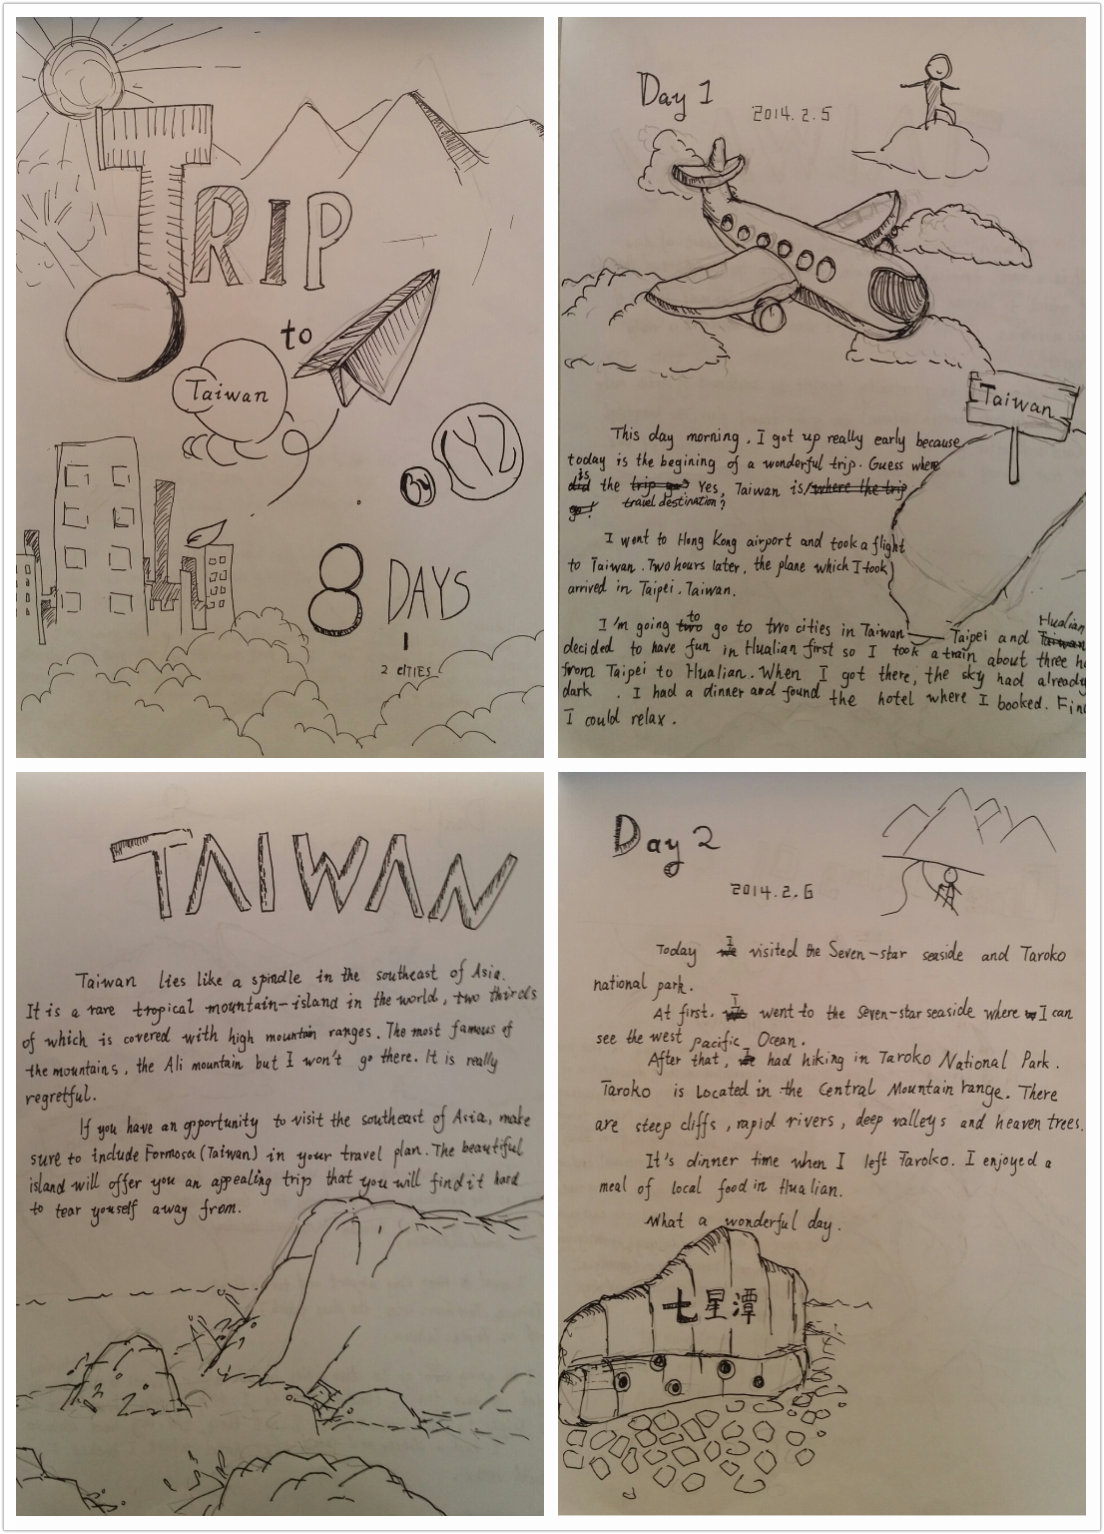 TRIP
to
Taiwan
By
CYZ
8 DAYS
2 CITIES
Day 1
2014.2.5
Taiwan
This day morning, I got up really early because
today is the begining of a wonderful trip. Guess where
is
did the trip go? Yes, Taiwan is where the trip
travel destination?
go!
I went to Hong Kong airport and took a flight
to Taiwan. Two hours later, the plane which I took
arrived in Taipei, Taiwan.
to Hualian
I'm going two go to two cities in Taiwan—— Taipei and Taiwan
decided to have fun in Hualian first so I took a train about three
from Taipei to Hualian. When I got there, the sky had already
dark . I had a dinner and found the hotel where I booked.
I could relax.
TAIWAN
Taiwan lies like a spindle in the southeast of Asia.
It is a rare tropical mountain-island in the world, two thirds
of which is covered with high mountain ranges. The most famous of
the mountains, the Ali mountain but I won't go there. It is really
regretful.
If you have an opportunity to visit the southeast of Asia, make
sure to include Formosa (Taiwan) in your travel plan. The beautiful
island will offer you an appealing trip that you will find it hard
to tear yourself away from.
Day 2
2014.2.6
I
Today we visited the Seven-star seaside and Taroko
national park.
I
At first, we went to the Seven-star seaside where I can
see the west pacific Ocean.
I
After that, we had hiking in Taroko National Park.
Taroko is Located in the Central Mountain range. There
are steep cliffs, rapid rivers, deep valleys and heaven trees.
It's dinner time when I left Taroko. I enjoyed a
meal of local food in Hualian.
What a wonderful day.
七星潭